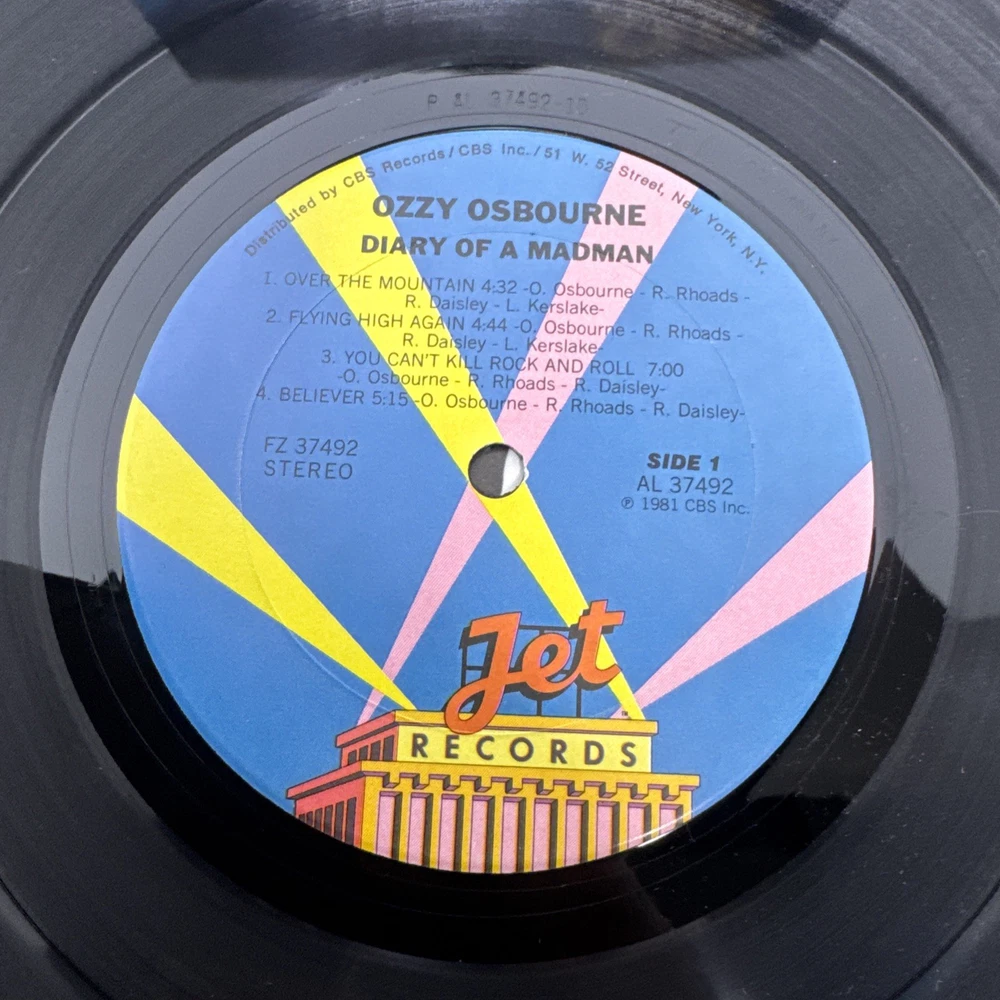 P AL 37492-1
Distributed by CBS Records/CBS Inc./51 W. 52 Street, New York, N.Y.
OZZY OSBOURNE
DIARY OF A MADMAN
1. OVER THE MOUNTAIN 4:32 -O. Osbourne - R. Rhoads -
R. Daisley - L. Kerslake-
2. FLYING HIGH AGAIN 4:44 -O. Osbourne - R. Rhoads -
R. Daisley - L. Kerslake-
3. YOU CAN'T KILL ROCK AND ROLL 7:00
-O. Osbourne - R. Rhoads - R. Daisley-
4. BELIEVER 5:15 -O. Osbourne - R. Rhoads - R. Daisley-
FZ 37492
STEREO
SIDE 1
AL 37492
℗ 1981 CBS Inc.
Jet
TM
RECORDS